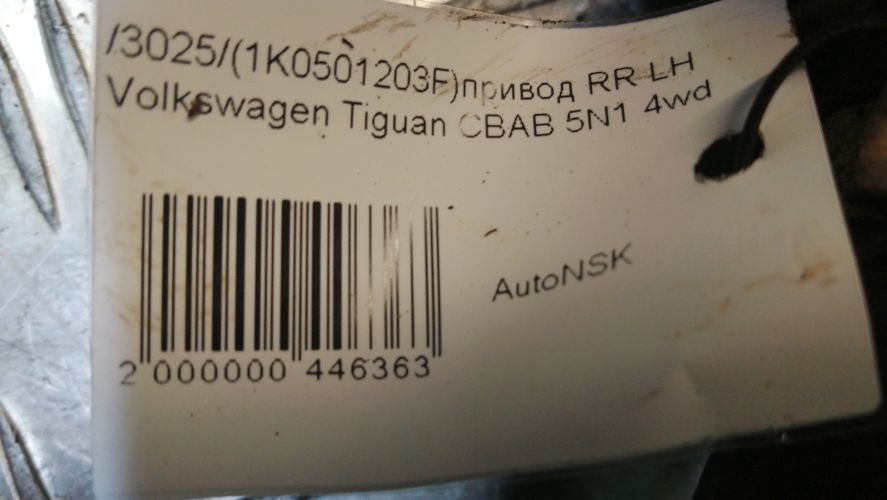 /3025/(1K0501203F)привод RR LH
Volkswagen Tiguan CBAB 5N1 4wd
AutoNSK
2 000000 446363